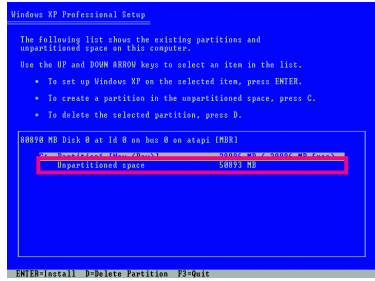 Windows XP Professional Setup
The following list shows the existing partitions and
unpartitioned space on this computer.
Use the UP and DOWN ARROW keys to select an item in the list.
• To set up Windows XP on the selected item, press ENTER.
• To create a partition in the unpartitioned space, press C.
• To delete the selected partition, press D.
80890 MB Disk 0 at Id 0 on bus 0 on atapi [MBR]
Unpartitioned space 50893 MB
ENTER=Install D=Delete Partition F3=Quit